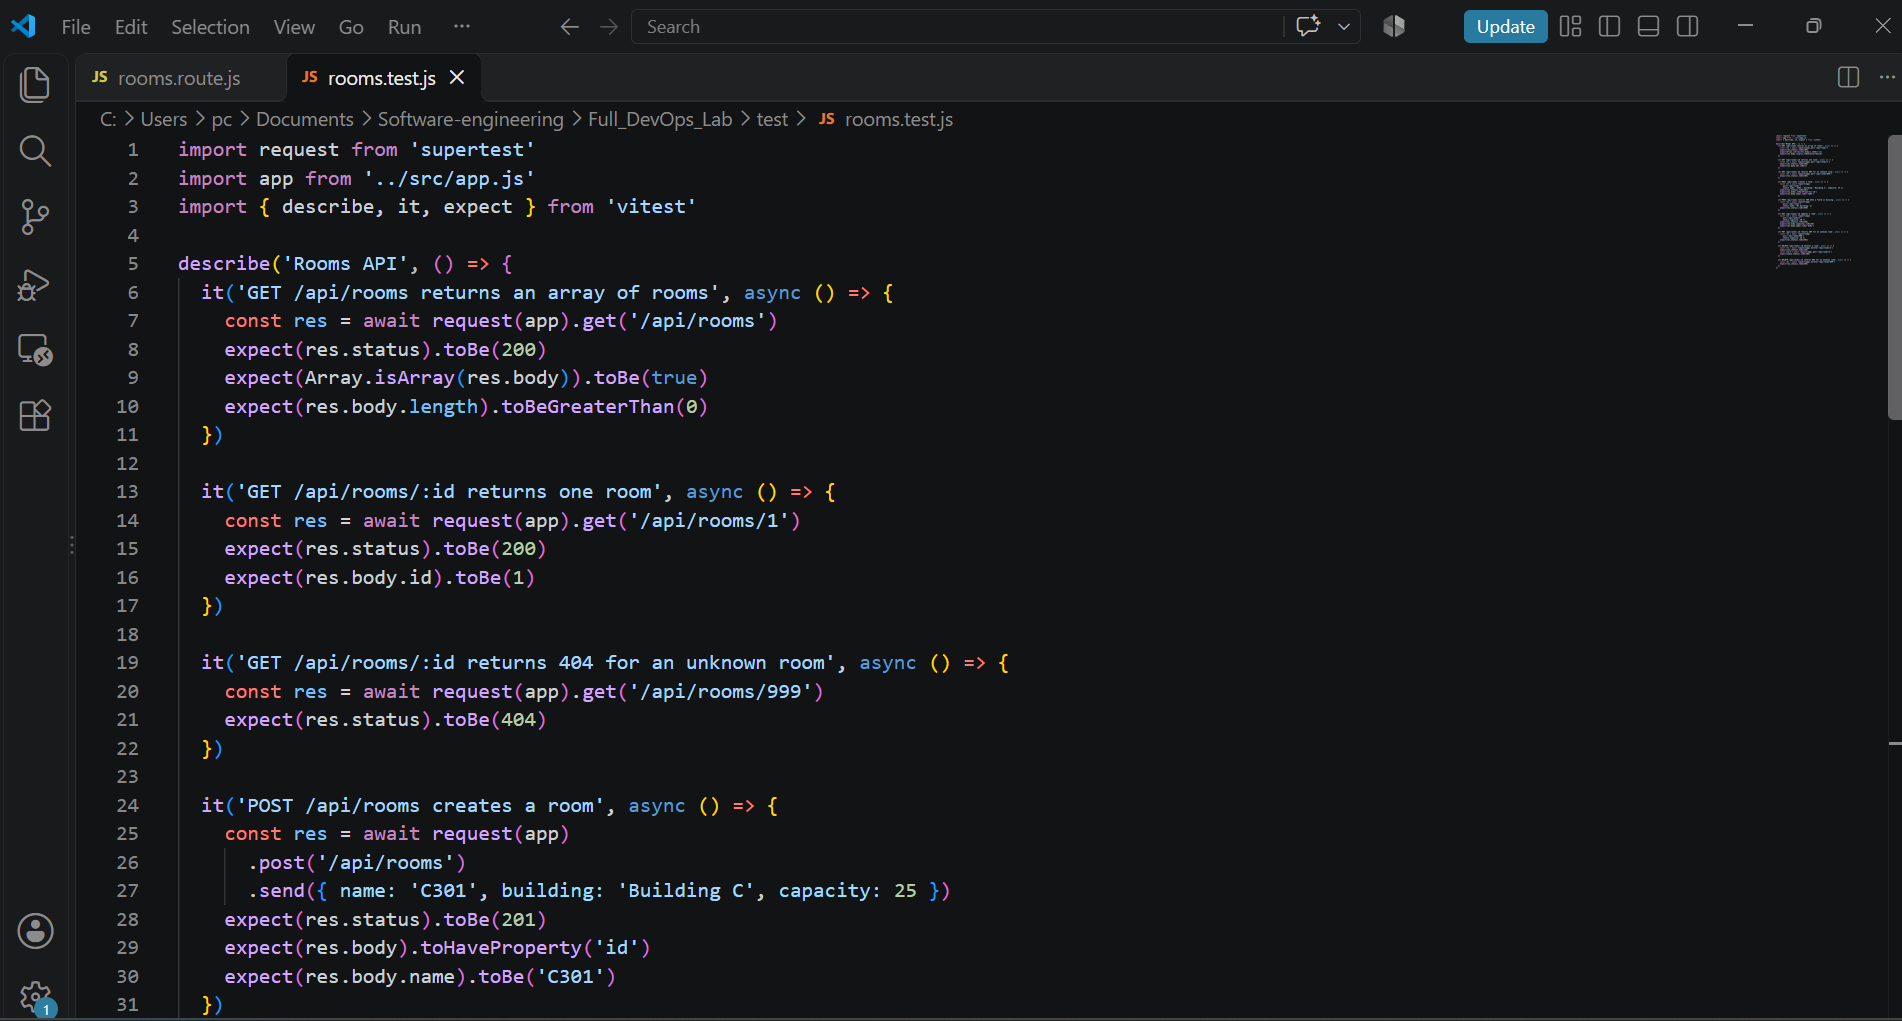 File Edit Selection View Go Run ··· Search Update
JS rooms.route.js JS rooms.test.js
C: > Users > pc > Documents > Software-engineering > Full_DevOps_Lab > test > JS rooms.test.js
1 import request from 'supertest'
2 import app from '../src/app.js'
3 import { describe, it, expect } from 'vitest'
4
5 describe('Rooms API', () => {
6 it('GET /api/rooms returns an array of rooms', async () => {
7 const res = await request(app).get('/api/rooms')
8 expect(res.status).toBe(200)
9 expect(Array.isArray(res.body)).toBe(true)
10 expect(res.body.length).toBeGreaterThan(0)
11 })
12
13 it('GET /api/rooms/:id returns one room', async () => {
14 const res = await request(app).get('/api/rooms/1')
15 expect(res.status).toBe(200)
16 expect(res.body.id).toBe(1)
17 })
18
19 it('GET /api/rooms/:id returns 404 for an unknown room', async () => {
20 const res = await request(app).get('/api/rooms/999')
21 expect(res.status).toBe(404)
22 })
23
24 it('POST /api/rooms creates a room', async () => {
25 const res = await request(app)
26 .post('/api/rooms')
27 .send({ name: 'C301', building: 'Building C', capacity: 25 })
28 expect(res.status).toBe(201)
29 expect(res.body).toHaveProperty('id')
30 expect(res.body.name).toBe('C301')
31 })
1